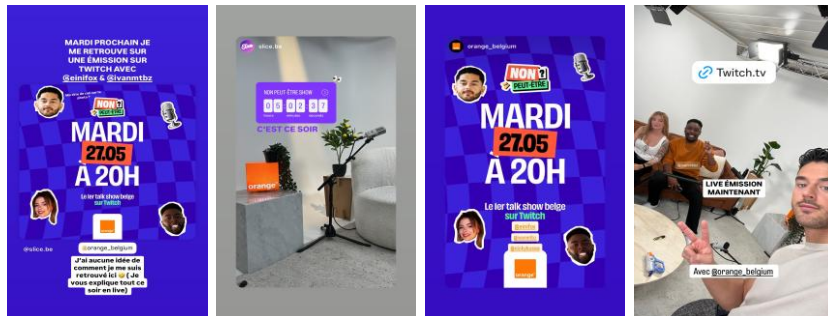 MARDI PROCHAIN JE
ME RETROUVE SUR
UNE ÉMISSION SUR
TWITCH AVEC
@einifox & @ivanmtbz
NON ?
PEUT-ÊTRE
MARDI
27.05
À 20H
Le 1er talk show belge
sur Twitch
@slice.be
@orange_belgium
J'ai aucune idée de
comment je me suis
retrouvé ici 🤣 ( Je
vous explique tout ce
soir en live)
slice.be
NON PEUT-ÊTRE SHOW
05 02 37
C'EST CE SOIR
orange
orange_belgium
NON ?
PEUT-ÊTRE
MARDI
27.05
À 20H
Le 1er talk show belge
sur Twitch
orange
Twitch.tv
LIVE ÉMISSION
MAINTENANT
Avec @orange_belgium